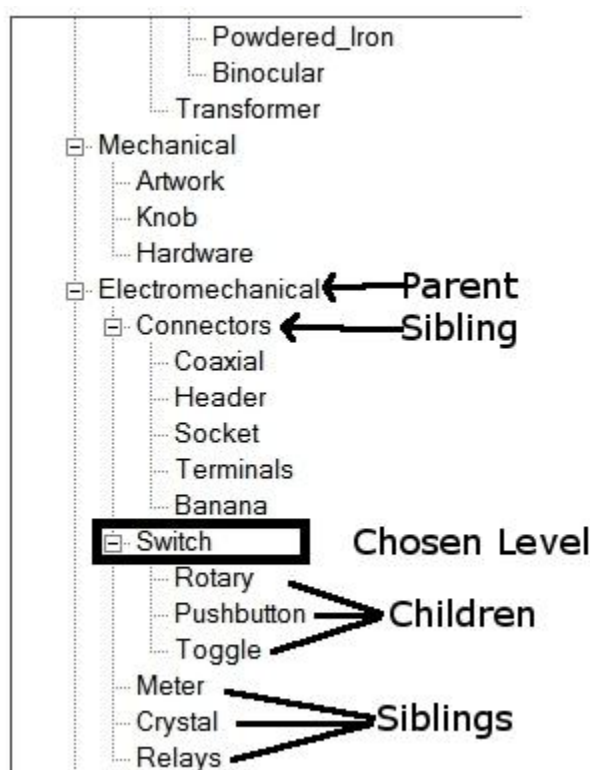 Powdered_Iron
Binocular
Transformer
Mechanical
Artwork
Knob
Hardware
Electromechanical Parent
Connectors Sibling
Coaxial
Header
Socket
Terminals
Banana
Switch Chosen Level
Rotary
Pushbutton Children
Toggle
Meter
Crystal Siblings
Relays